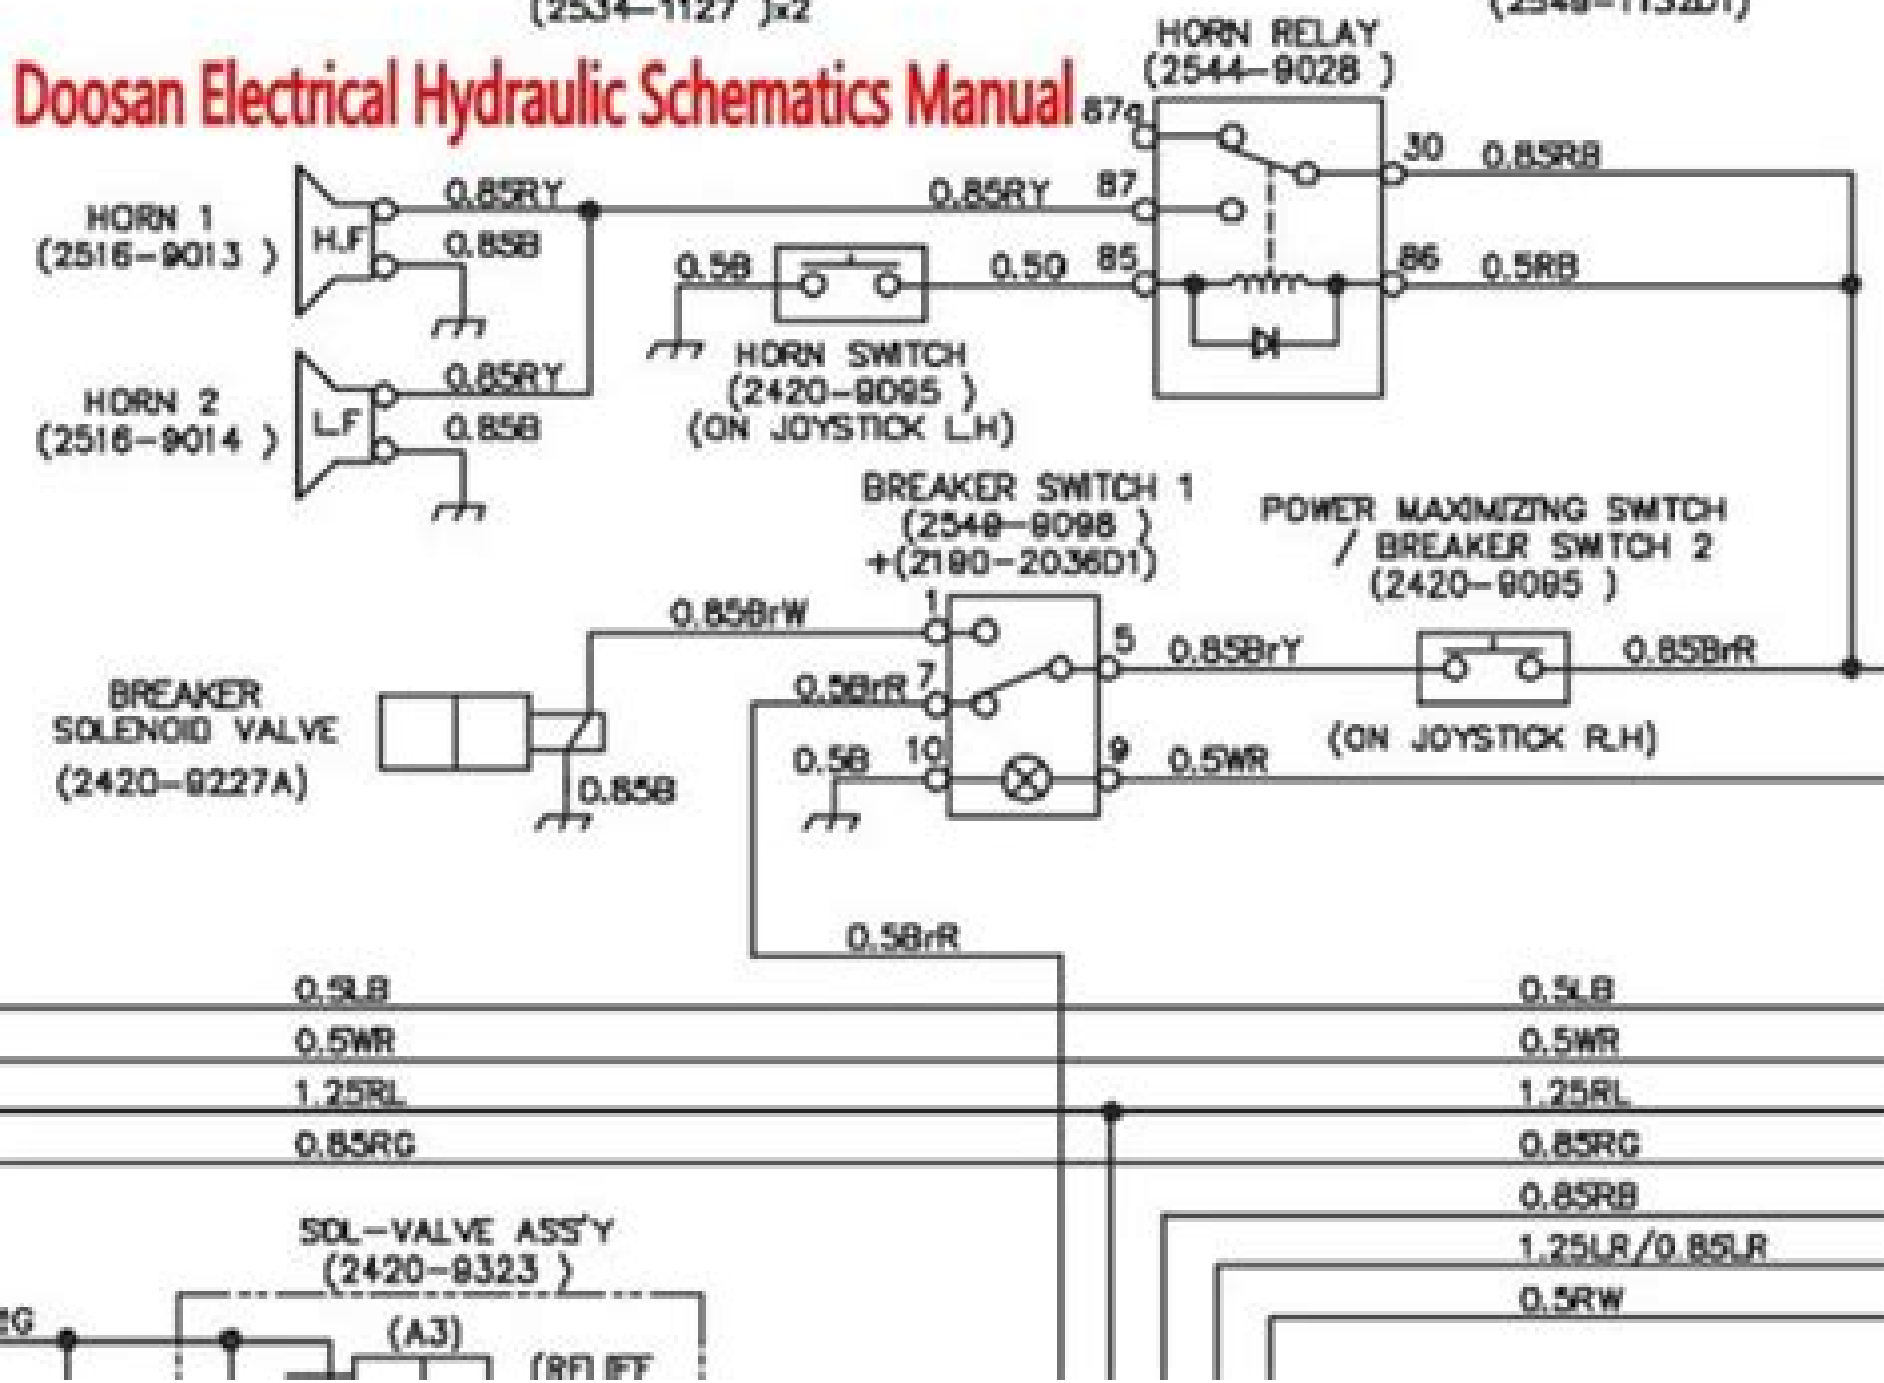 (2534-1127 )x2
HORN RELAY
(2544-9028 )
Doosan Electrical Hydraulic Schematics Manual
87a
30
0.85RB
HORN 1
(2516-9013 )
H.F
0.85RY
0.85B
0.85RY
87
0.5B
0.5O
85
86
0.5RB
HORN SWITCH
(2420-9095 )
(ON JOYSTICK L.H)
HORN 2
(2516-9014 )
L.F
0.85RY
0.85B
BREAKER SWITCH 1
(2549-9098 )
+(2190-2036D1)
POWER MAXIMIZING SWITCH
/ BREAKER SWITCH 2
(2420-9095 )
0.85BrW
1
5
0.85BrY
0.85BrR
0.5BrR
7
(ON JOYSTICK R.H)
BREAKER
SOLENOID VALVE
(2420-9227A)
0.85B
0.5B
10
9
0.5WR
0.5BrR
0.5LB
0.5LB
0.5WR
0.5WR
1.25RL
1.25RL
0.85RG
0.85RG
0.85RB
1.25LR/0.85LR
0.5RW
SOL-VALVE ASS'Y
(2420-9323 )
(A3)
(RELIEF